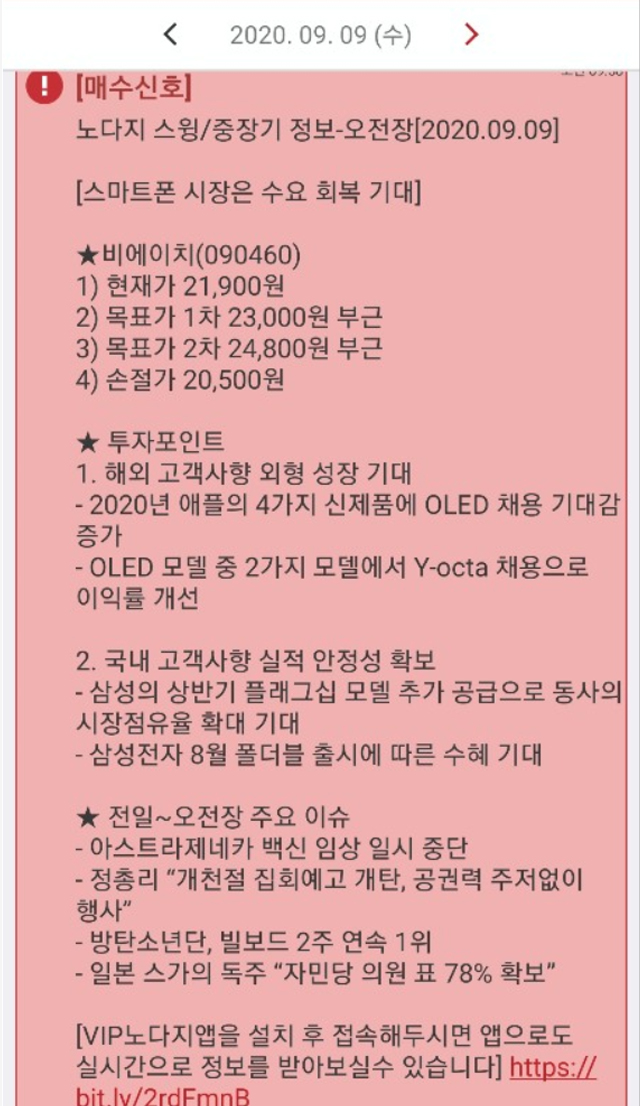 2020. 09. 09 (수)
[매수신호]
노다지 스윙/중장기 정보-오전장[2020.09.09]
[스마트폰 시장은 수요 회복 기대]
★비에이치(090460)
1) 현재가 21,900원
2) 목표가 1차 23,000원 부근
3) 목표가 2차 24,800원 부근
4) 손절가 20,500원
★ 투자포인트
1. 해외 고객사향 외형 성장 기대
- 2020년 애플의 4가지 신제품에 OLED 채용 기대감
증가
- OLED 모델 중 2가지 모델에서 Y-octa 채용으로
이익률 개선
2. 국내 고객사향 실적 안정성 확보
- 삼성의 상반기 플래그십 모델 추가 공급으로 동사의
시장점유율 확대 기대
- 삼성전자 8월 폴더블 출시에 따른 수혜 기대
★ 전일~오전장 주요 이슈
- 아스트라제네카 백신 임상 일시 중단
- 정총리 “개천절 집회예고 개탄, 공권력 주저없이
행사”
- 방탄소년단, 빌보드 2주 연속 1위
- 일본 스가의 독주 “자민당 의원 표 78% 확보”
[VIP노다지앱을 설치 후 접속해두시면 앱으로도
실시간으로 정보를 받아보실수 있습니다] https://
bit.ly/2rdFmnB